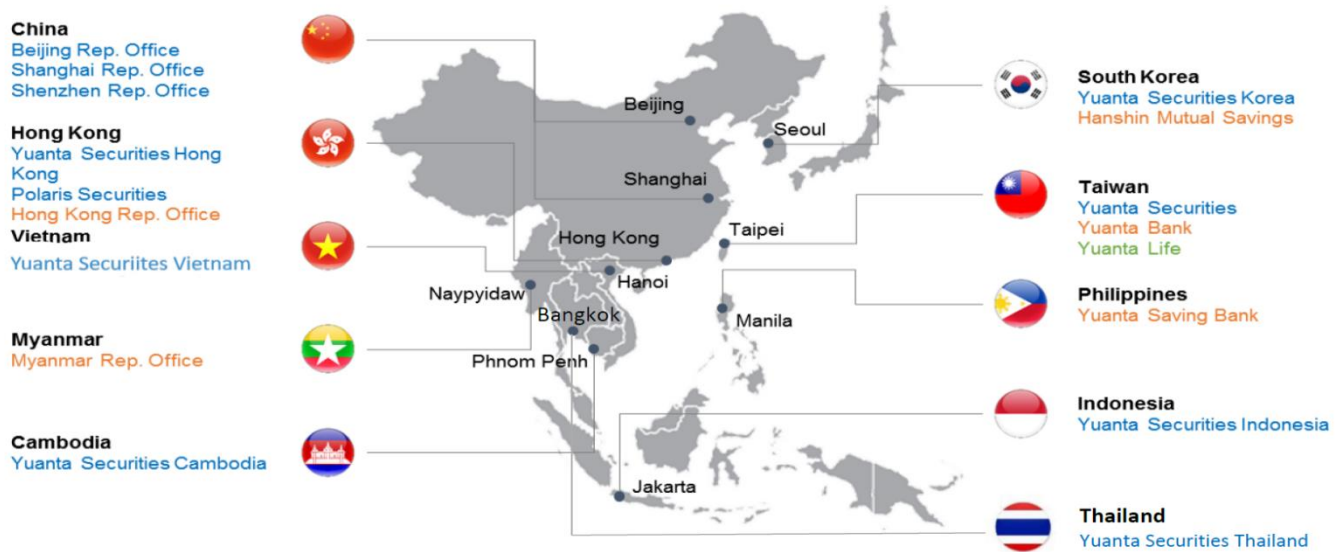 China
Beijing Rep. Office
Shanghai Rep. Office
Shenzhen Rep. Office
Hong Kong
Yuanta Securities Hong
Kong
Polaris Securities
Hong Kong Rep. Office
Vietnam
Yuanta Securiites Vietnam
Myanmar
Myanmar Rep. Office
Cambodia
Yuanta Securities Cambodia
Beijing
Seoul
Shanghai
Taipei
Hong Kong
Hanoi
Naypyidaw
Bangkok
Manila
Phnom Penh
Jakarta
South Korea
Yuanta Securities Korea
Hanshin Mutual Savings
Taiwan
Yuanta Securities
Yuanta Bank
Yuanta Life
Philippines
Yuanta Saving Bank
Indonesia
Yuanta Securities Indonesia
Thailand
Yuanta Securities Thailand